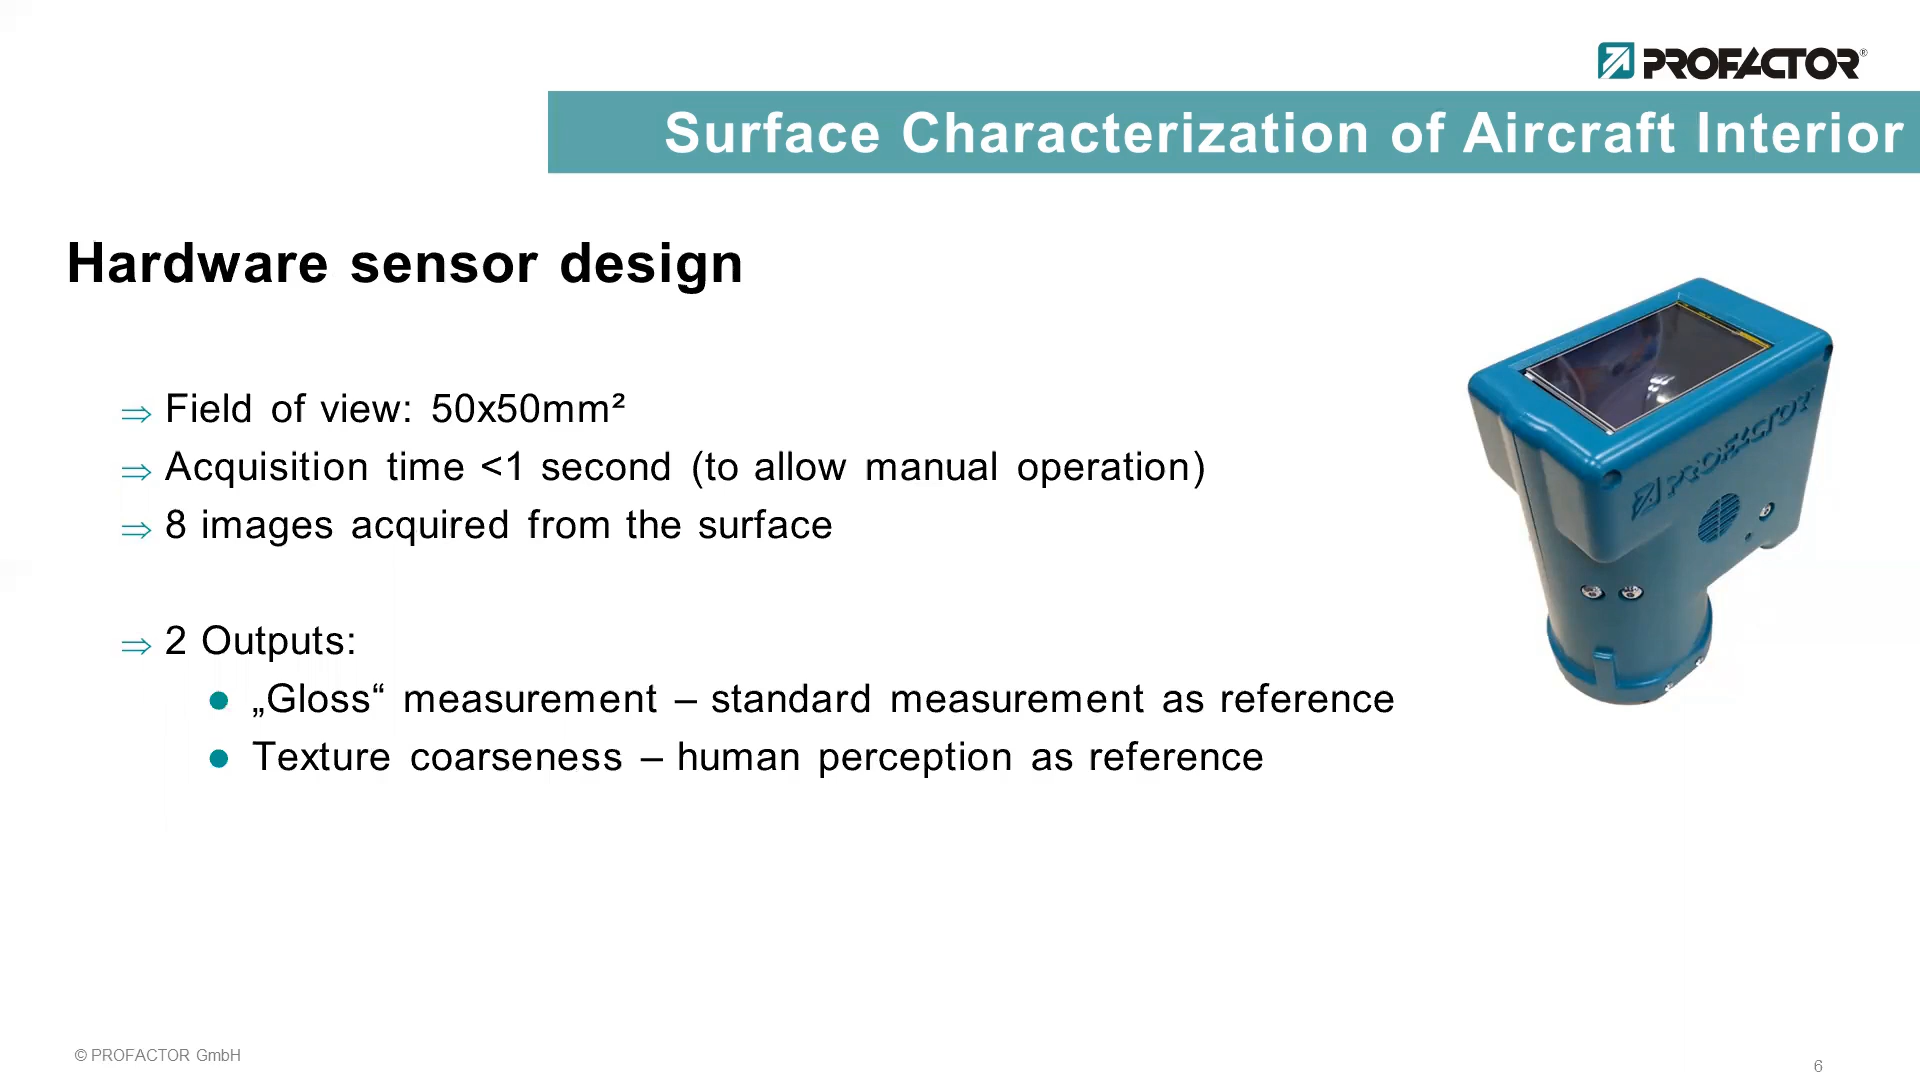 PROFACTOR®
Surface Characterization of Aircraft Interior
Hardware sensor design
⇒ Field of view: 50x50mm²
⇒ Acquisition time <1 second (to allow manual operation)
⇒ 8 images acquired from the surface
⇒ 2 Outputs:
● „Gloss“ measurement – standard measurement as reference
● Texture coarseness – human perception as reference
PROFACTOR
© PROFACTOR GmbH
6